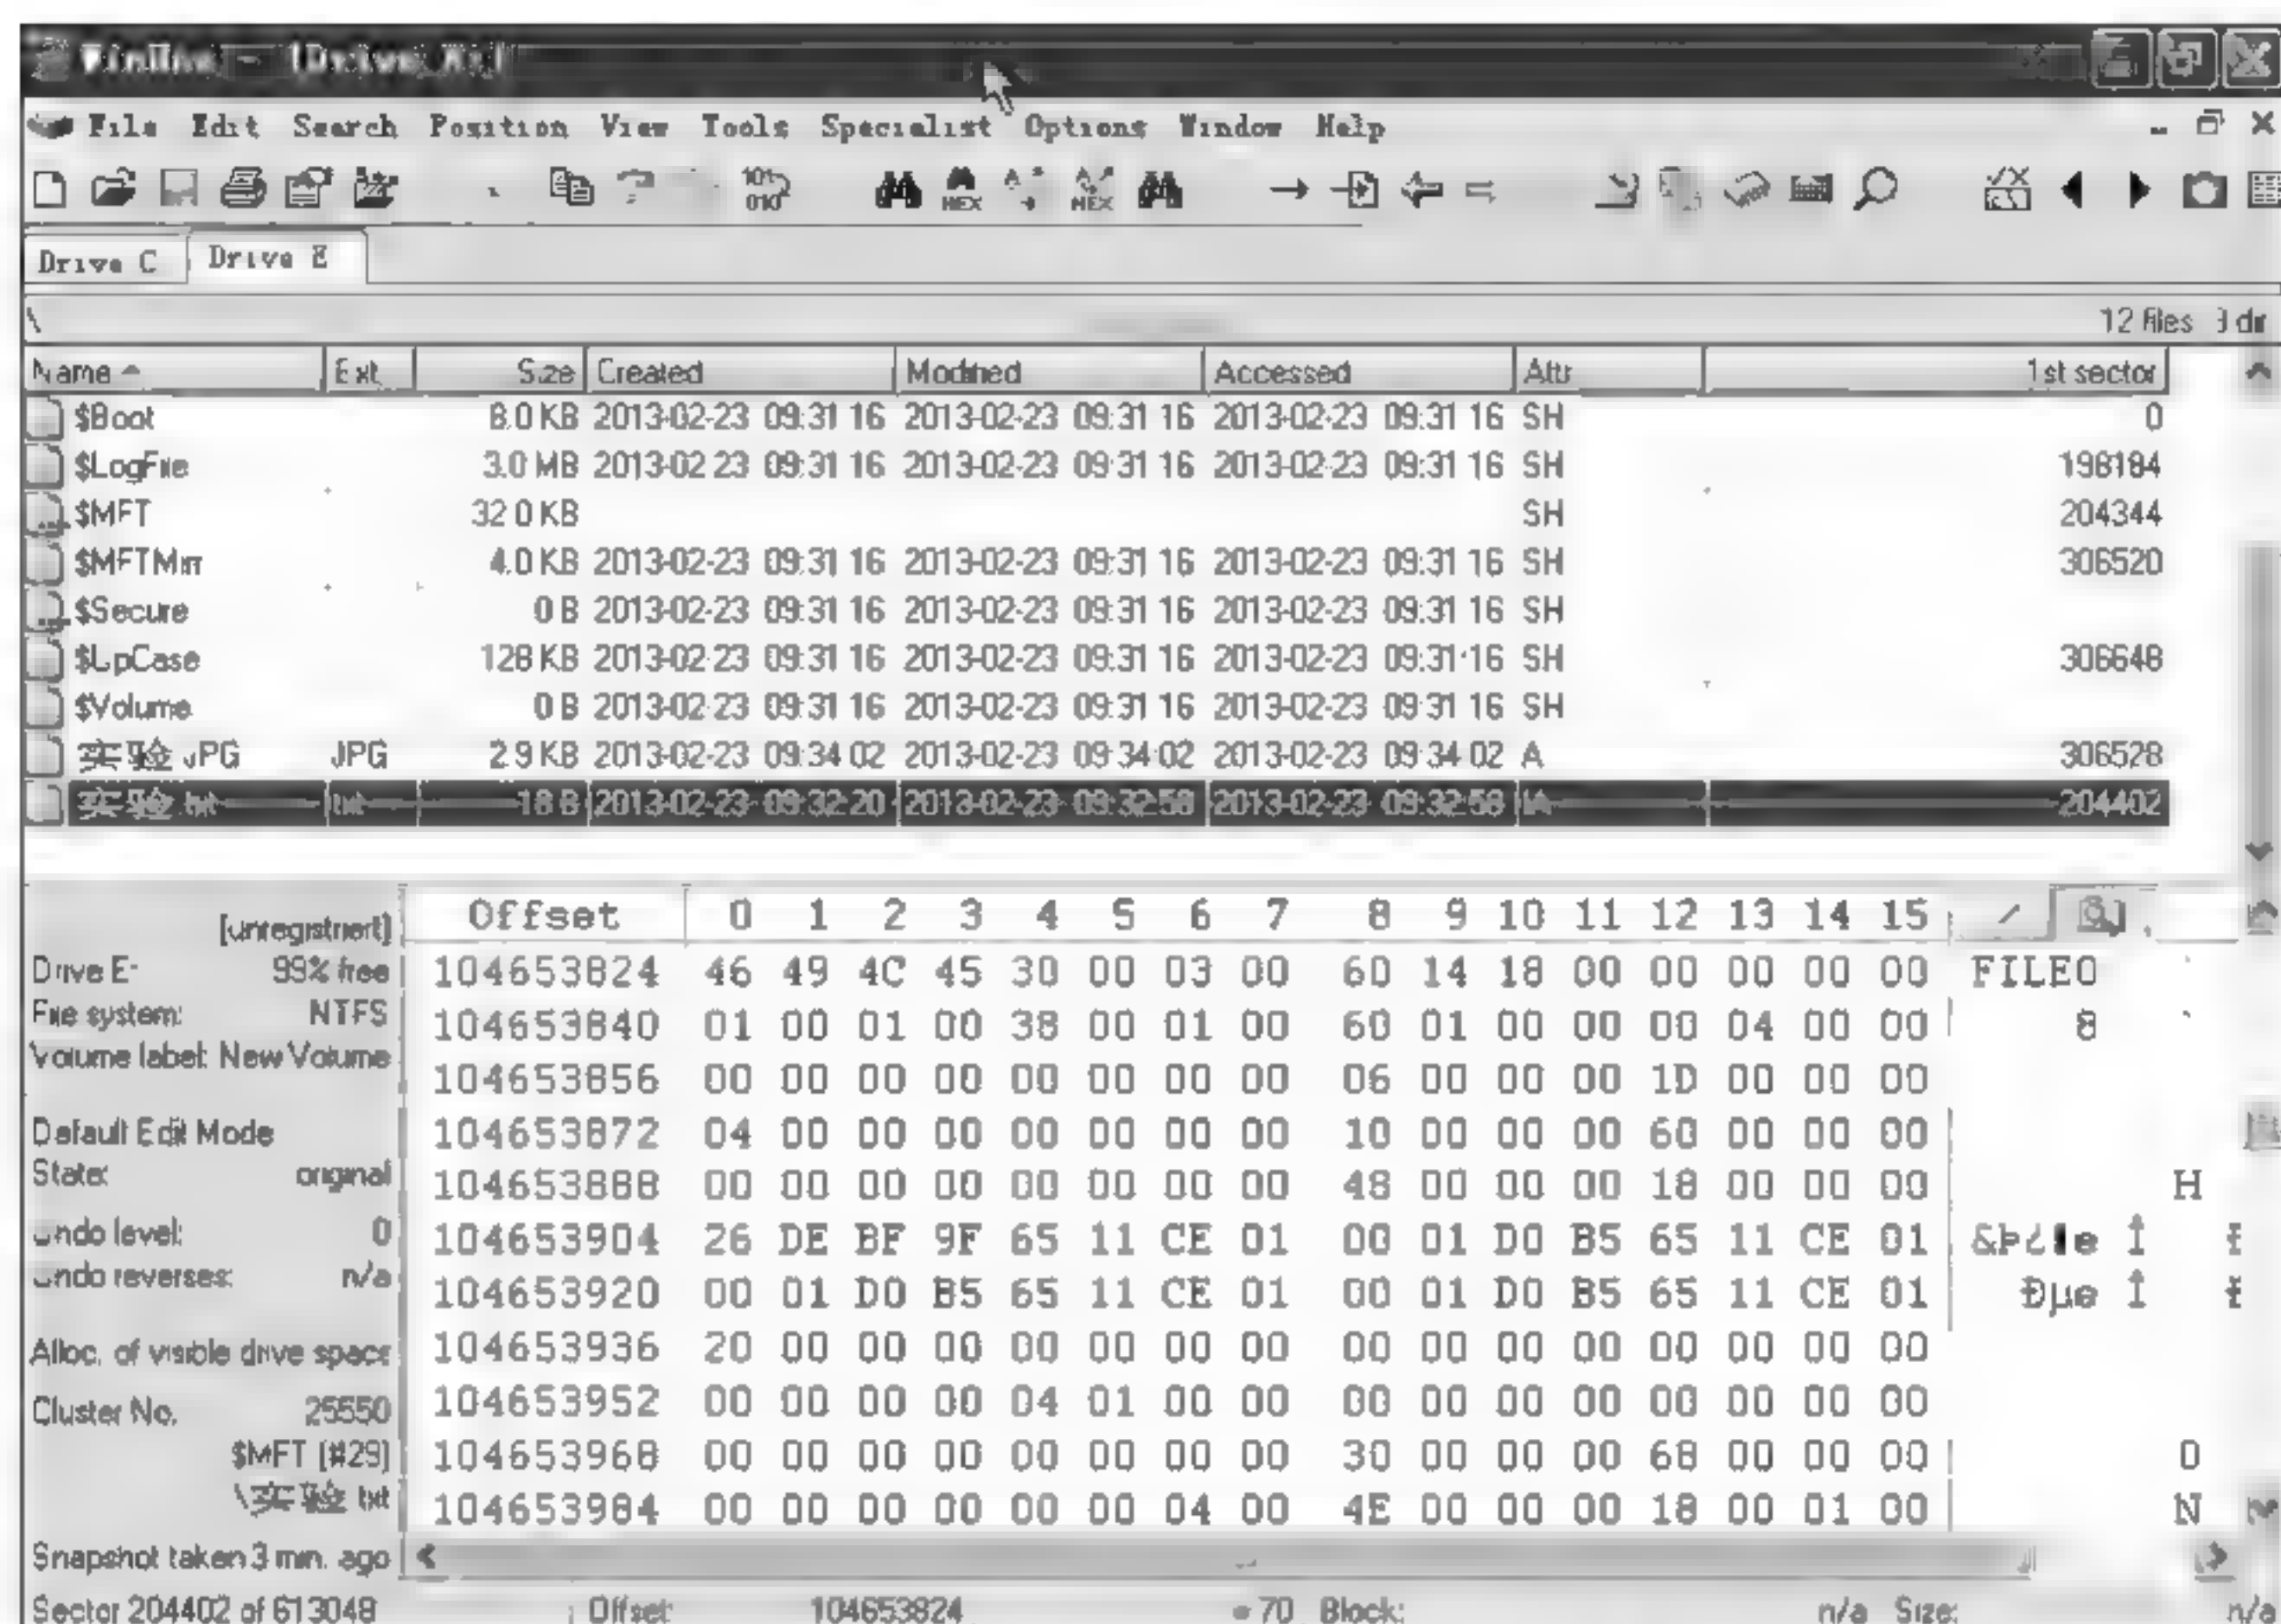 WinHex - [Drive E:]
File Edit Search Position View Tools Specialist Options Window Help
Drive C Drive E
\ 12 files, dir
Name Ext. Size Created Modified Accessed Attr. 1st sector
$Boot 8.0 KB 2013-02-23 09:31:16 2013-02-23 09:31:16 2013-02-23 09:31:16 SH 0
$LogFile 3.0 MB 2013-02-23 09:31:16 2013-02-23 09:31:16 2013-02-23 09:31:16 SH 198184
$MFT 32.0 KB SH 204344
$MFTMirr 4.0 KB 2013-02-23 09:31:16 2013-02-23 09:31:16 2013-02-23 09:31:16 SH 306520
$Secure 0 B 2013-02-23 09:31:16 2013-02-23 09:31:16 2013-02-23 09:31:16 SH
$UpCase 128 KB 2013-02-23 09:31:16 2013-02-23 09:31:16 2013-02-23 09:31:16 SH 306648
$Volume 0 B 2013-02-23 09:31:16 2013-02-23 09:31:16 2013-02-23 09:31:16 SH
实验.JPG JPG 2.9 KB 2013-02-23 09:34:02 2013-02-23 09:34:02 2013-02-23 09:34:02 A 306528
实验.txt txt 18 B 2013-02-23 09:32:20 2013-02-23 09:32:58 2013-02-23 09:32:58 IA 204402
[unregistriert]
Drive E: 99% free
File system: NTFS
Volume label: New Volume
Default Edit Mode
State: original
Undo level: 0
Undo reverses: n/a
Alloc. of visible drive space:
Cluster No.: 25550
$MFT (#29)
\实验.txt
Snapshot taken 3 min. ago
Offset 0 1 2 3 4 5 6 7 8 9 10 11 12 13 14 15
104653824 46 49 4C 45 30 00 03 00 60 14 18 00 00 00 00 00 FILE0 `
104653840 01 00 01 00 38 00 01 00 60 01 00 00 00 04 00 00 8 `
104653856 00 00 00 00 00 00 00 00 06 00 00 00 1D 00 00 00
104653872 04 00 00 00 00 00 00 00 10 00 00 00 60 00 00 00
104653888 00 00 00 00 00 00 00 00 48 00 00 00 18 00 00 00 H
104653904 26 DE BF 9F 65 11 CE 01 00 01 D0 B5 65 11 CE 01 &Þ¿ e Î
104653920 00 01 D0 B5 65 11 CE 01 00 01 D0 B5 65 11 CE 01 Ðµe Î
104653936 20 00 00 00 00 00 00 00 00 00 00 00 00 00 00 00
104653952 00 00 00 00 04 01 00 00 00 00 00 00 00 00 00 00
104653968 00 00 00 00 00 00 00 00 30 00 00 00 68 00 00 00 0
104653984 00 00 00 00 00 00 04 00 4E 00 00 00 18 00 01 00 N
Sector 204402 of 613048 Offset: 104653824 = 70 Block: n/a Size: n/a